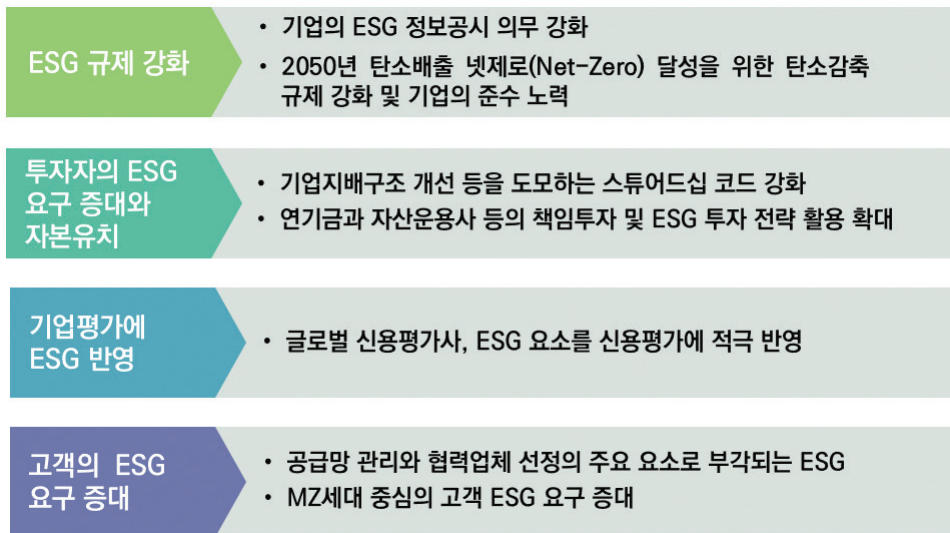 ESG 규제 강화
• 기업의 ESG 정보공시 의무 강화
• 2050년 탄소배출 넷제로(Net-Zero) 달성을 위한 탄소감축
규제 강화 및 기업의 준수 노력
투자자의 ESG
요구 증대와
자본유치
• 기업지배구조 개선 등을 도모하는 스튜어드십 코드 강화
• 연기금과 자산운용사 등의 책임투자 및 ESG 투자 전략 활용 확대
기업평가에
ESG 반영
• 글로벌 신용평가사, ESG 요소를 신용평가에 적극 반영
고객의 ESG
요구 증대
• 공급망 관리와 협력업체 선정의 주요 요소로 부각되는 ESG
• MZ세대 중심의 고객 ESG 요구 증대